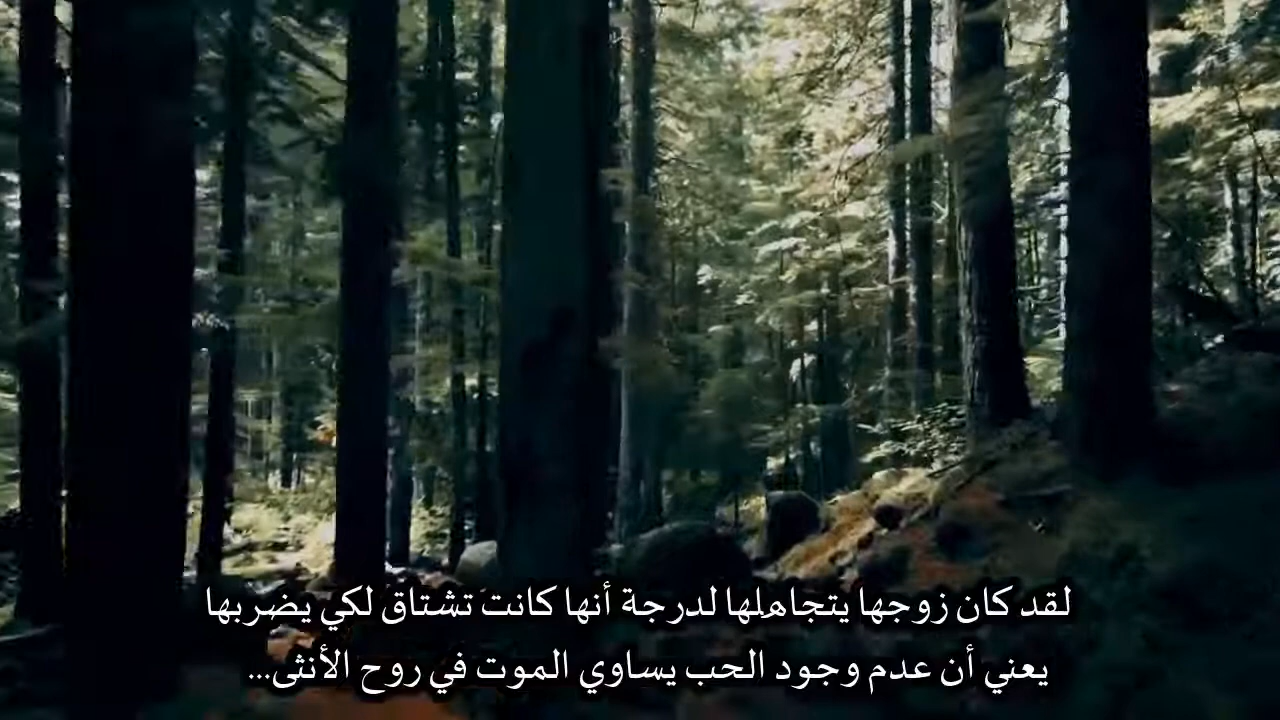 لقد كان زوجها يتجاهلها لدرجة أنها كانت تشتاق لكي يضربها
يعني أن عدم وجود الحب يساوي الموت في روح الأنثى...